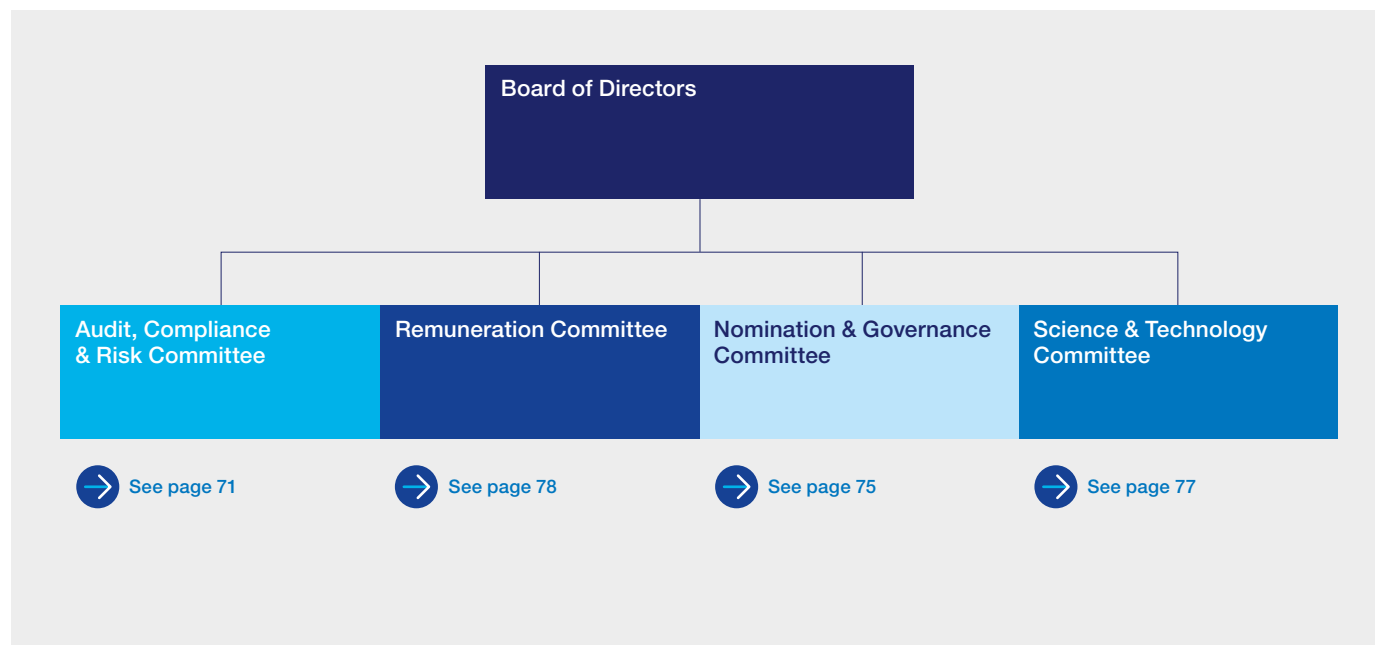 Board of Directors
Audit, Compliance
& Risk Committee
Remuneration Committee
Nomination & Governance
Committee
Science & Technology
Committee
See page 71
See page 78
See page 75
See page 77